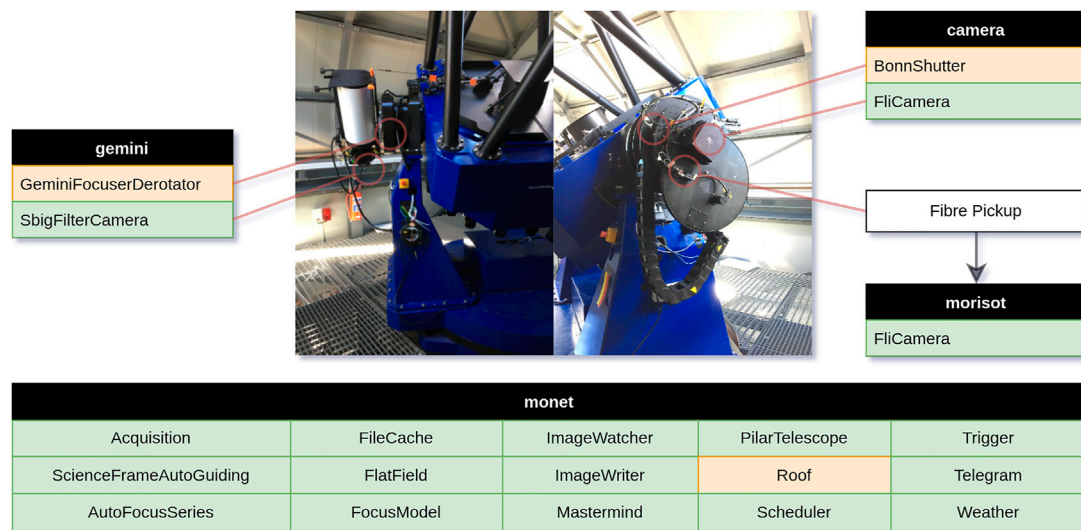 camera
BonnShutter
FliCamera
gemini
GeminiFocuserDerotator
SbigFilterCamera
Fibre Pickup
morisot
FliCamera
monet
Acquisition FileCache ImageWatcher PilarTelescope Trigger
ScienceFrameAutoGuiding FlatField ImageWriter Roof Telegram
AutoFocusSeries FocusModel Mastermind Scheduler Weather